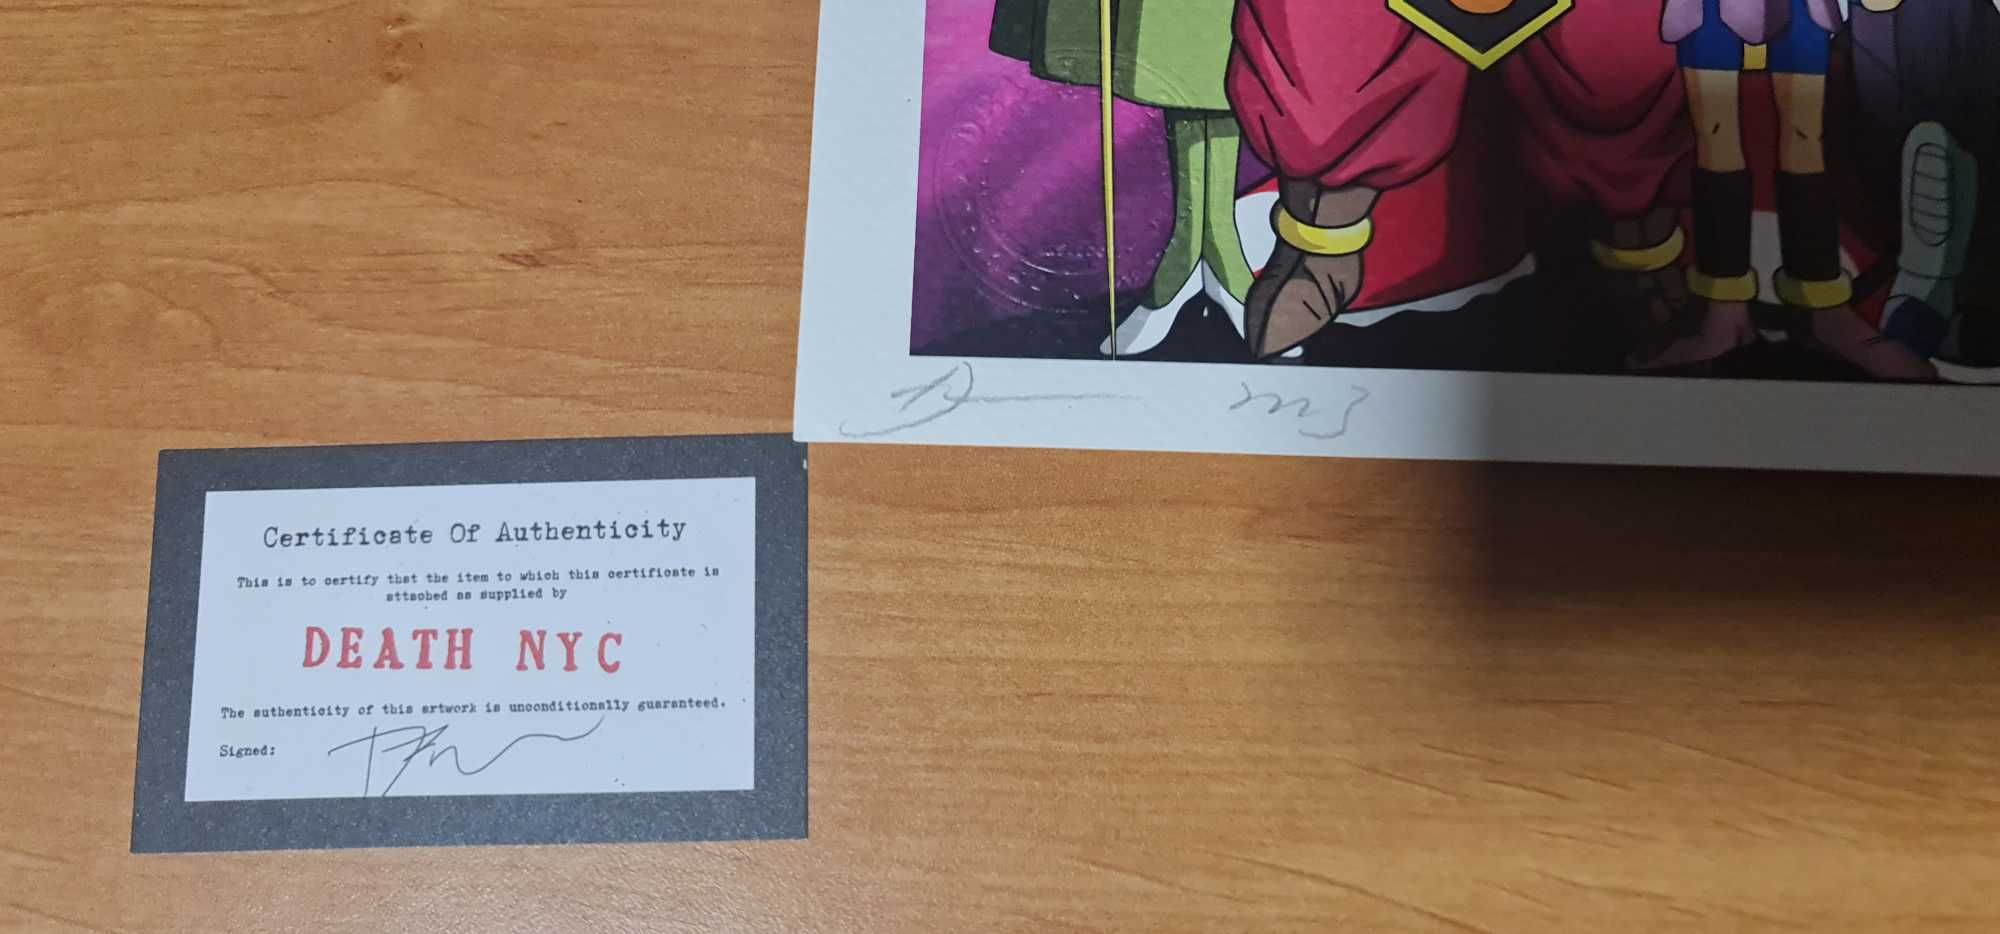 Certificate Of Authenticity
This is to certify that the item to which this certificate is
attached as supplied by
DEATH NYC
The authenticity of this artwork is unconditionally guaranteed.
Signed: